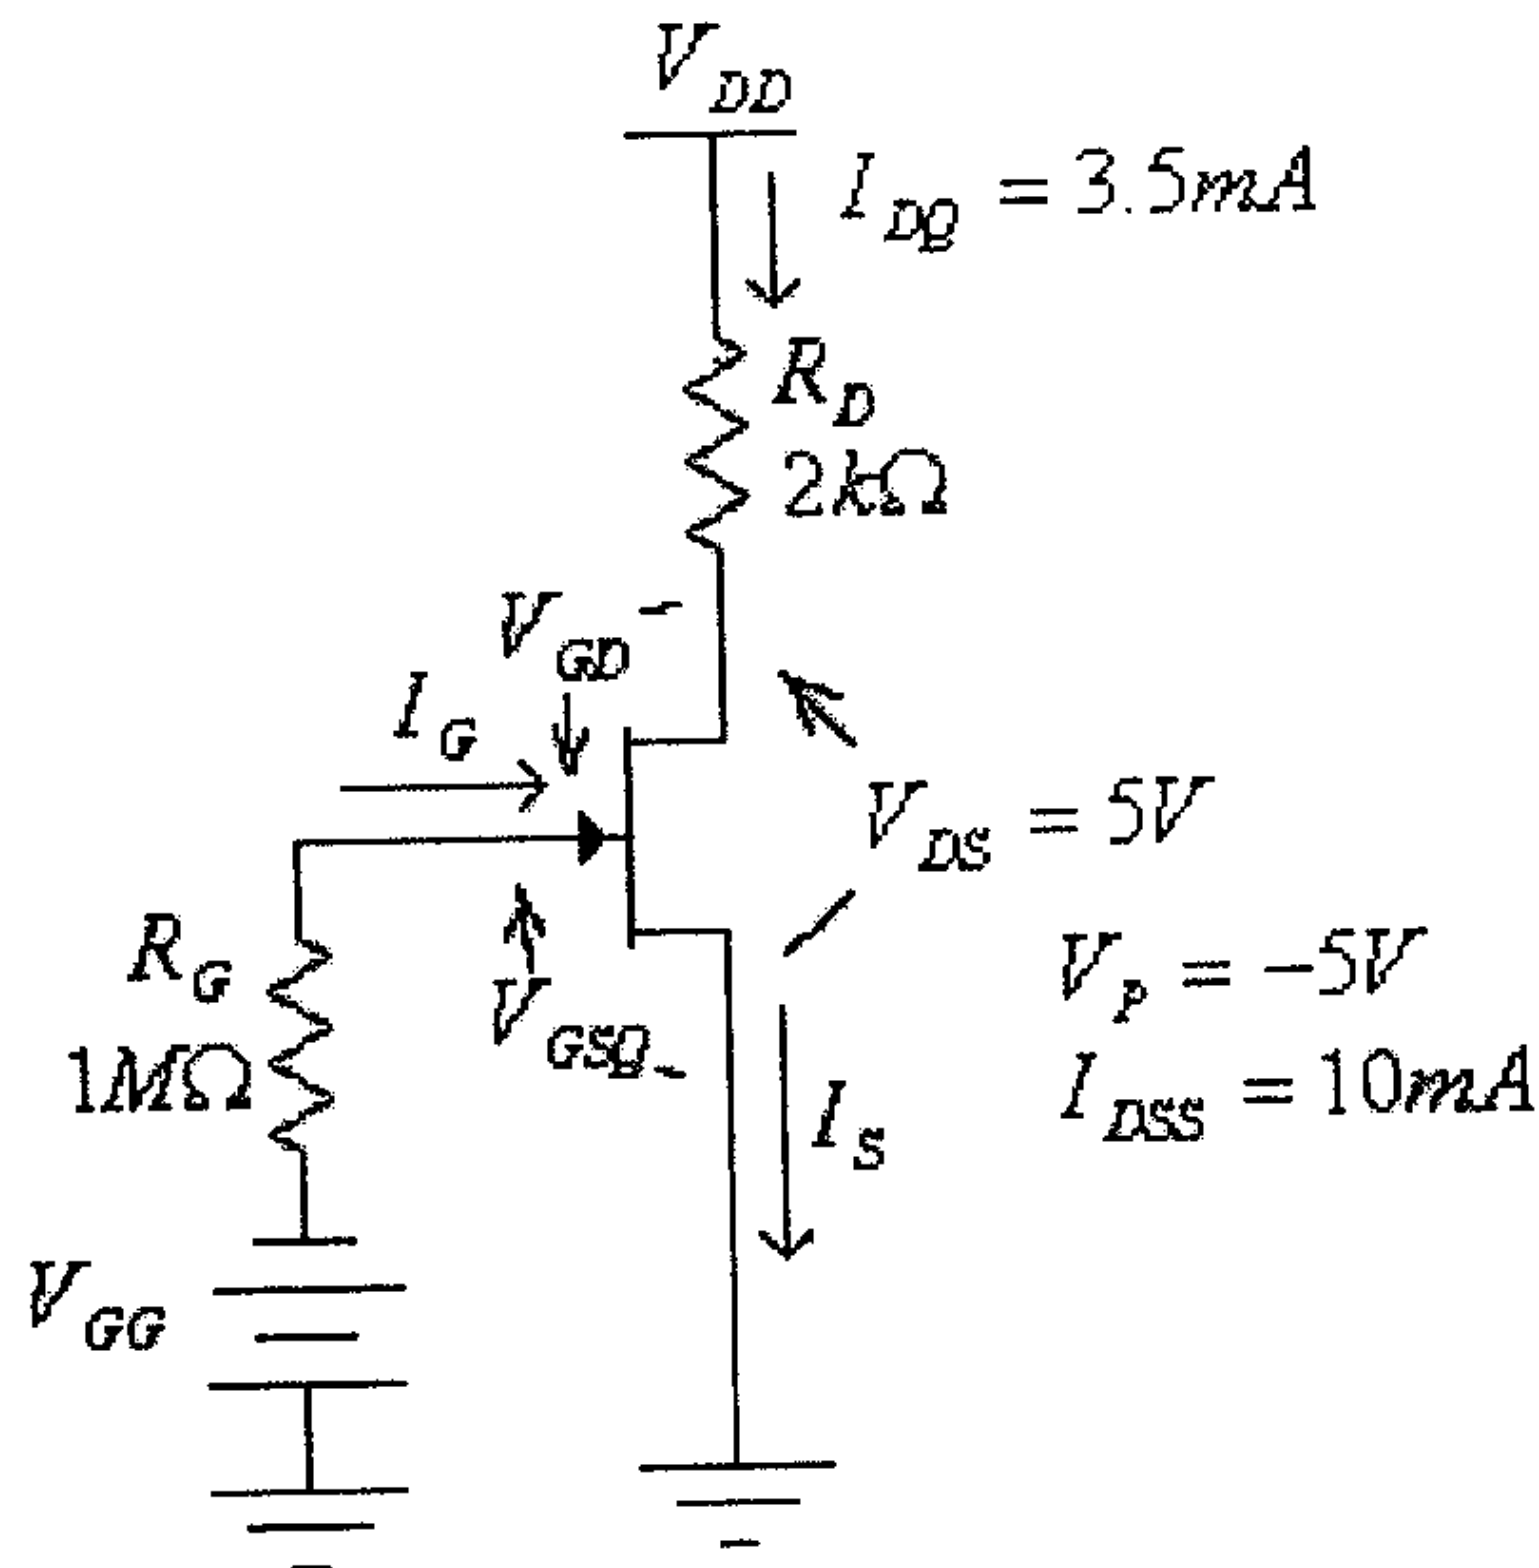 V_DD
I_DQ = 3.5mA
R_D
2kΩ
V_GD
I_G
V_DS = 5V
R_G
1MΩ
V_GSQ
V_P = -5V
I_DSS = 10mA
I_S
V_GG